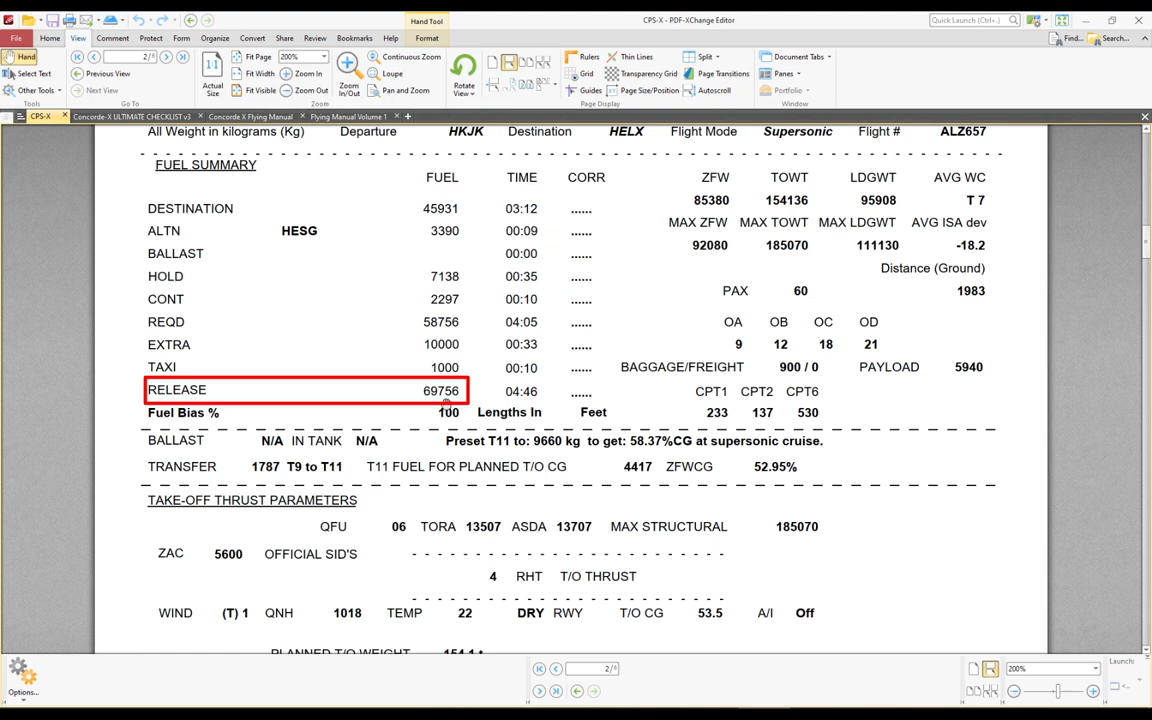 Hand Tool
CPS-X - PDF-XChange Editor
Quick Launch (Ctrl+.)
File Home View Comment Protect Form Organize Convert Share Review Bookmarks Help Format Find... Search...
Hand
Select Text
Other Tools
Tools
2/6
Previous View
Next View
Go To
Actual Size
Fit Page
Fit Width
Fit Visible
200%
Zoom In
Zoom Out
Zoom In/Out
Continuous Zoom
Loupe
Pan and Zoom
Zoom
Rotate View
Rulers
Grid
Guides
Thin Lines
Transparency Grid
Page Size/Position
Split
Page Transitions
Autoscroll
Page Display
Document Tabs
Panes
Portfolio
Window
CPS-X Concorde-X ULTIMATE CHECKLIST v3 Concorde X Flying Manual Flying Manual Volume 1
All Weight in kilograms (Kg) Departure HKJK Destination HELX Flight Mode Supersonic Flight # ALZ657
FUEL SUMMARY
FUEL TIME CORR ZFW TOWT LDGWT AVG WC
85380 154136 95908 T 7
DESTINATION 45931 03:12 ......
MAX ZFW MAX TOWT MAX LDGWT AVG ISA dev
ALTN HESG 3390 00:09 ......
92080 185070 111130 -18.2
BALLAST 00:00 ......
Distance (Ground)
HOLD 7138 00:35 ......
PAX 60 1983
CONT 2297 00:10 ......
REQD 58756 04:05 ...... OA OB OC OD
EXTRA 10000 00:33 ...... 9 12 18 21
TAXI 1000 00:10 ...... BAGGAGE/FREIGHT 900 / 0 PAYLOAD 5940
RELEASE 69756 04:46 ...... CPT1 CPT2 CPT6
Fuel Bias % 100 Lengths In Feet 233 137 530
BALLAST N/A IN TANK N/A Preset T11 to: 9660 kg to get: 58.37%CG at supersonic cruise.
TRANSFER 1787 T9 to T11 T11 FUEL FOR PLANNED T/O CG 4417 ZFWCG 52.95%
TAKE-OFF THRUST PARAMETERS
QFU 06 TORA 13507 ASDA 13707 MAX STRUCTURAL 185070
ZAC 5600 OFFICIAL SID'S
4 RHT T/O THRUST
WIND (T) 1 QNH 1018 TEMP 22 DRY RWY T/O CG 53.5 A/I Off
PLANNED T/O WEIGHT 154.1 t
Options...
2/6
200%
Launch: